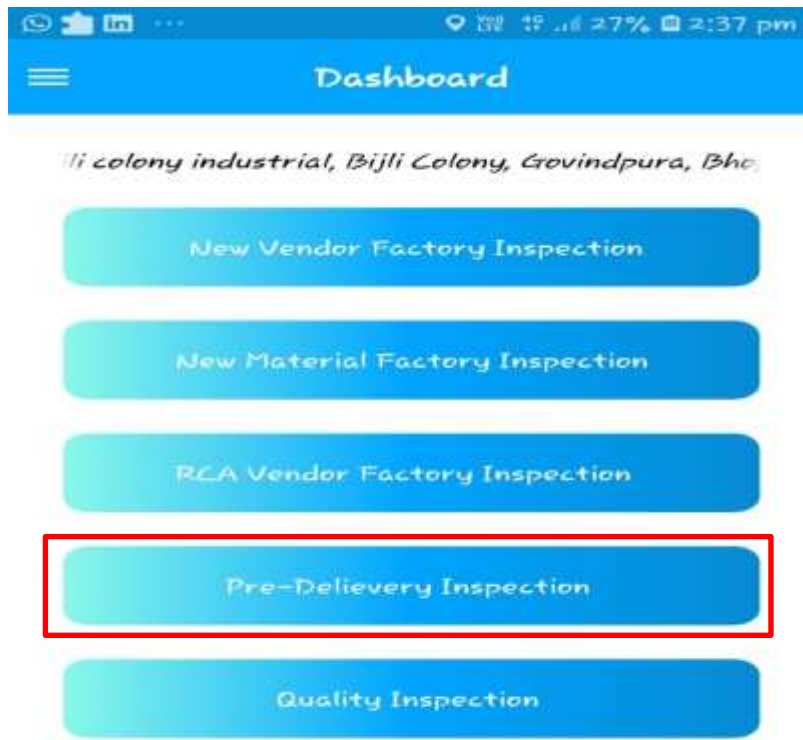 in ... 27% 2:37 pm
Dashboard
li colony industrial, Bijli Colony, Govindpura, Bho
New Vendor Factory Inspection
New Material Factory Inspection
RCA Vendor Factory Inspection
Pre-Delievery Inspection
Quality Inspection